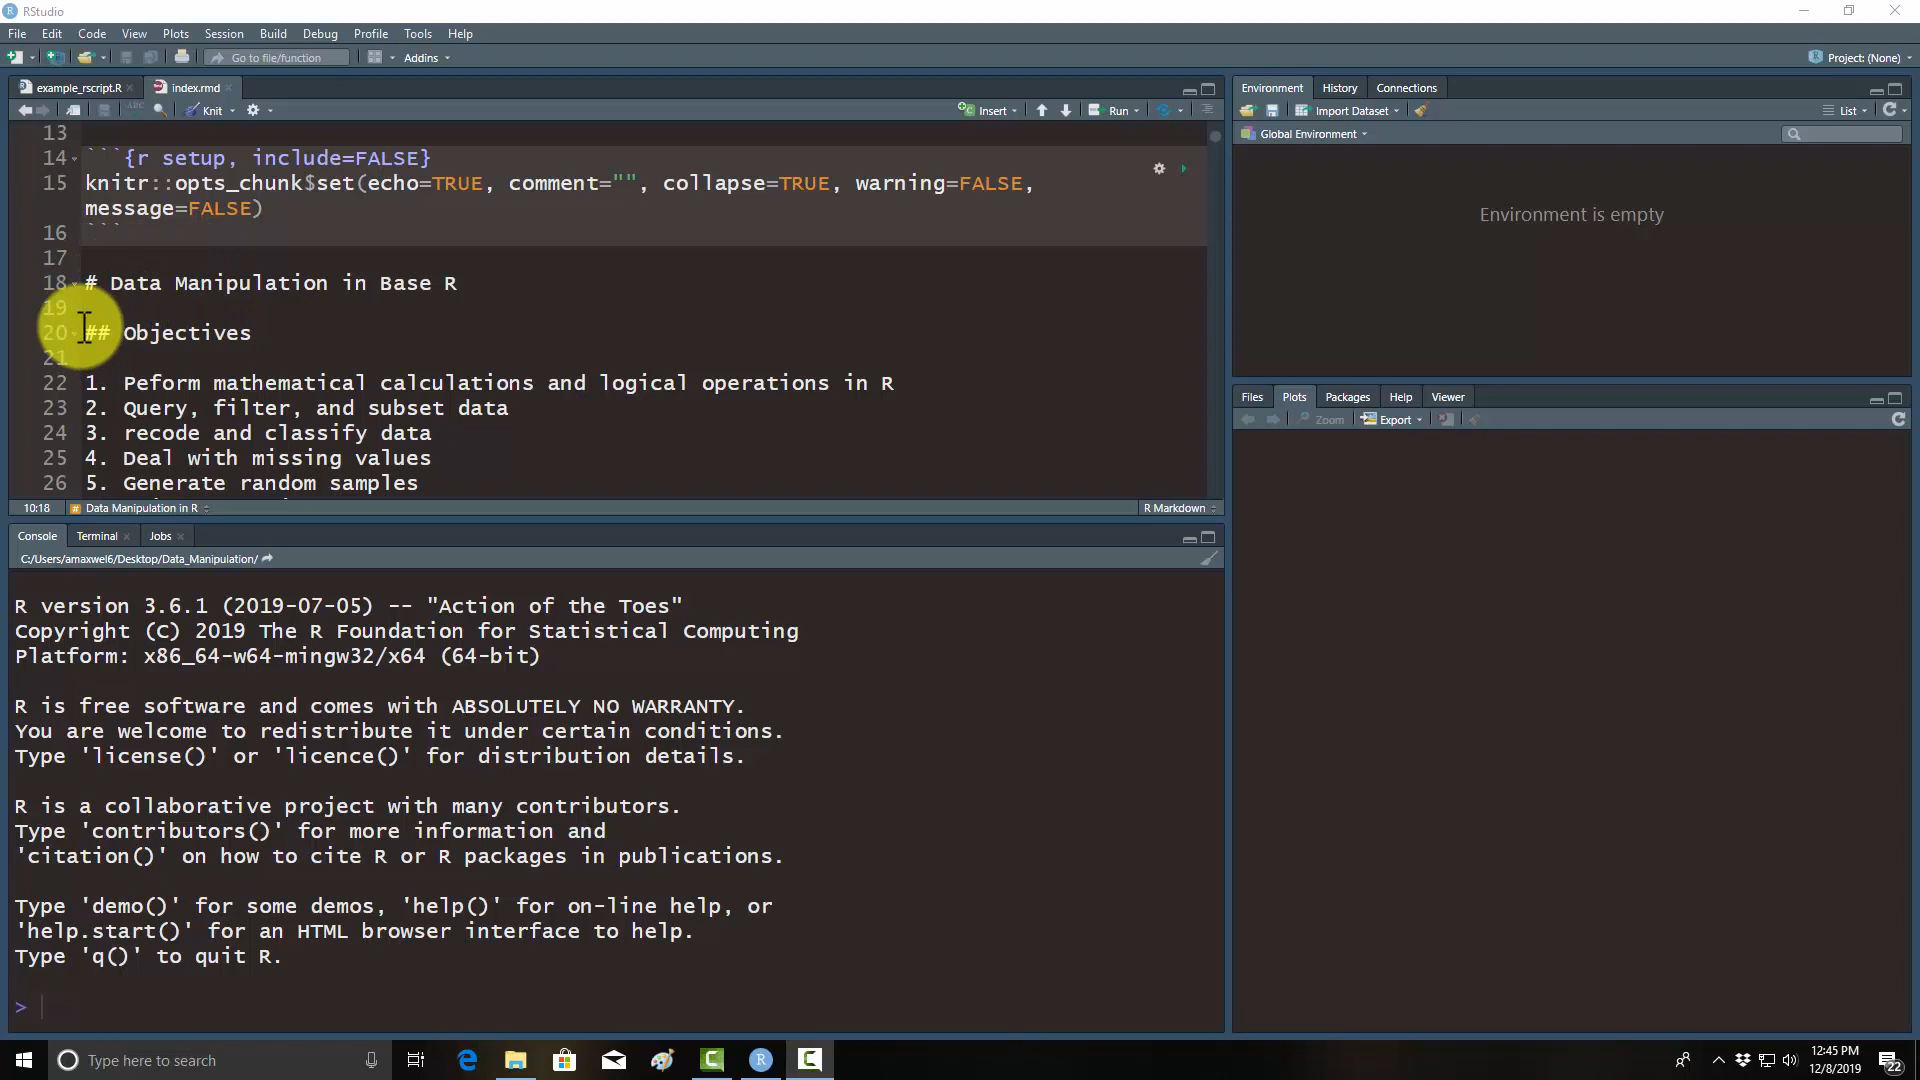 RStudio
File Edit Code View Plots Session Build Debug Profile Tools Help
Go to file/function Addins Project: (None)
example_rscript.R index.rmd
Knit Insert Run
13
14 ```{r setup, include=FALSE}
15 knitr::opts_chunk$set(echo=TRUE, comment="", collapse=TRUE, warning=FALSE,
message=FALSE)
16 ```
17
18 # Data Manipulation in Base R
19
20 ## Objectives
21
22 1. Peform mathematical calculations and logical operations in R
23 2. Query, filter, and subset data
24 3. recode and classify data
25 4. Deal with missing values
26 5. Generate random samples
10:18 Data Manipulation in R R Markdown
Console Terminal Jobs
C:/Users/amaxwel6/Desktop/Data_Manipulation/
R version 3.6.1 (2019-07-05) -- "Action of the Toes"
Copyright (C) 2019 The R Foundation for Statistical Computing
Platform: x86_64-w64-mingw32/x64 (64-bit)
R is free software and comes with ABSOLUTELY NO WARRANTY.
You are welcome to redistribute it under certain conditions.
Type 'license()' or 'licence()' for distribution details.
R is a collaborative project with many contributors.
Type 'contributors()' for more information and
'citation()' on how to cite R or R packages in publications.
Type 'demo()' for some demos, 'help()' for on-line help, or
'help.start()' for an HTML browser interface to help.
Type 'q()' to quit R.
>
Environment History Connections
Import Dataset List
Global Environment
Environment is empty
Files Plots Packages Help Viewer
Zoom Export
Type here to search
12:45 PM
12/8/2019
22